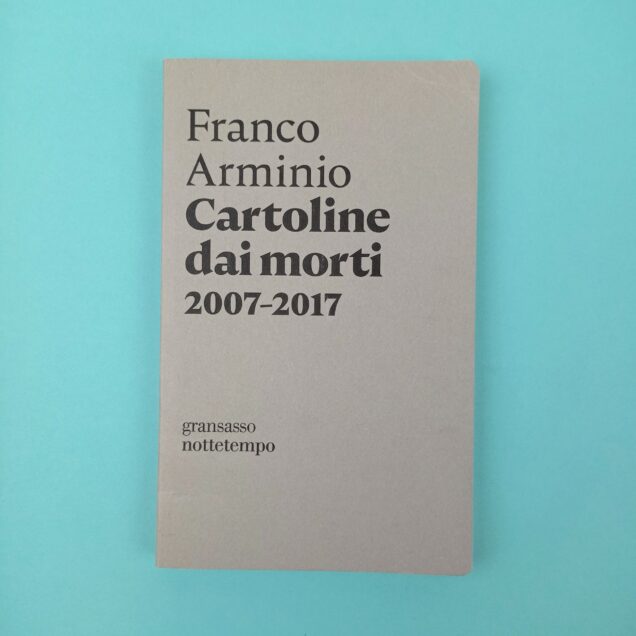 Franco
Arminio
Cartoline
dai morti
2007–2017
gransasso
nottetempo